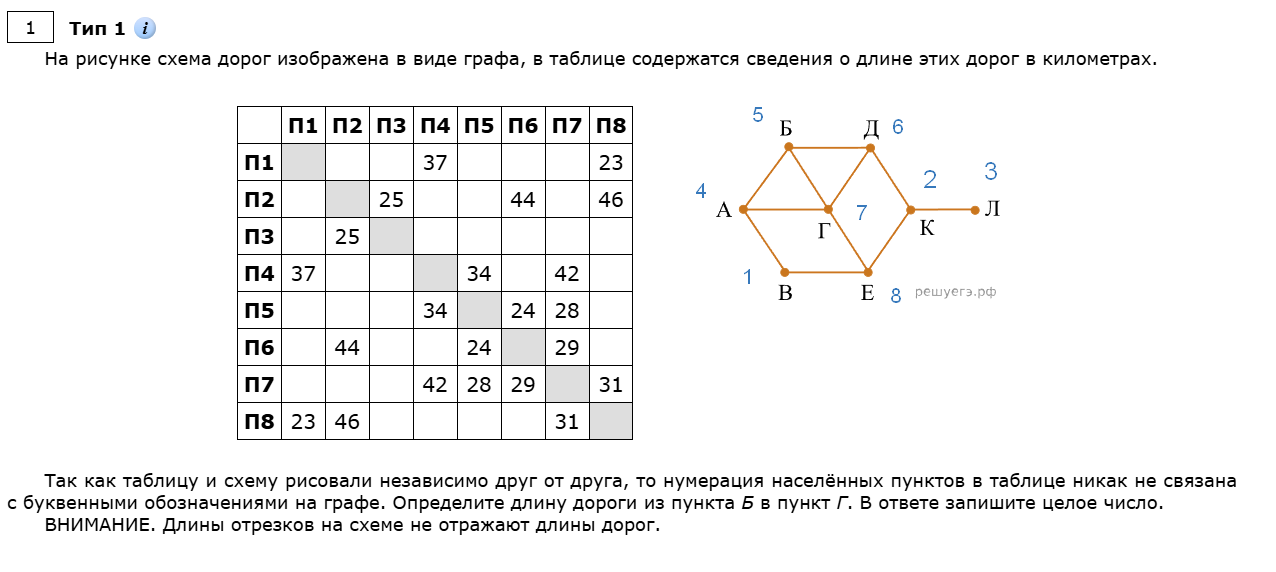 1 Тип 1 i
На рисунке схема дорог изображена в виде графа, в таблице содержатся сведения о длине этих дорог в километрах.
П1 П2 П3 П4 П5 П6 П7 П8
П1 37 23
П2 25 44 46
П3 25
П4 37 34 42
П5 34 24 28
П6 44 24 29
П7 42 28 29 31
П8 23 46 31
5 Б Д 6
4 А Г 7 2 К 3 Л
1 В Е 8 решуегэ.рф
Так как таблицу и схему рисовали независимо друг от друга, то нумерация населённых пунктов в таблице никак не связана
с буквенными обозначениями на графе. Определите длину дороги из пункта Б в пункт Г. В ответе запишите целое число.
ВНИМАНИЕ. Длины отрезков на схеме не отражают длины дорог.